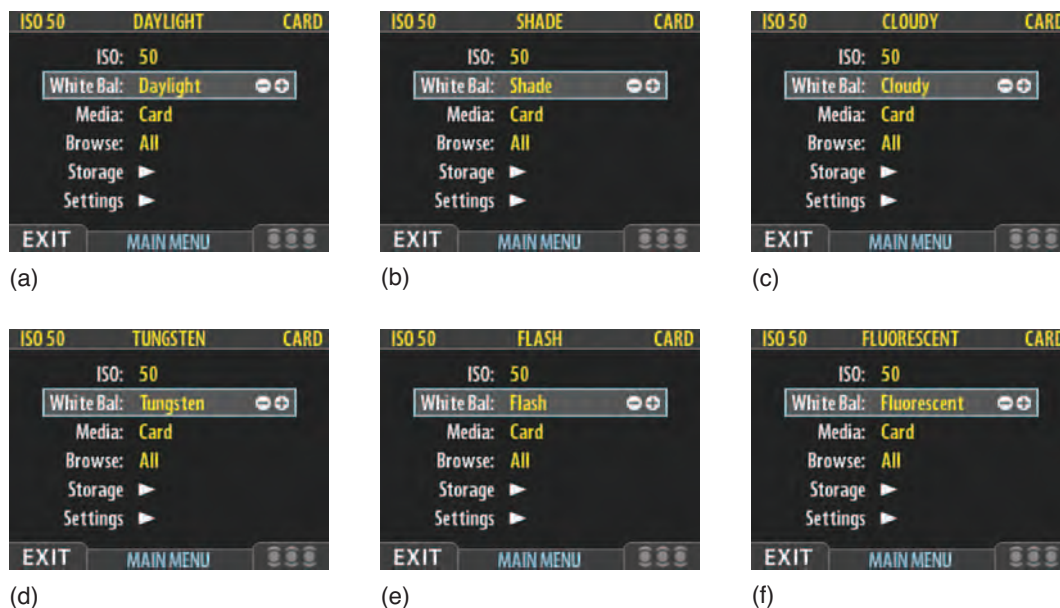 ISO 50 DAYLIGHT CARD
ISO: 50
White Bal: Daylight
Media: Card
Browse: All
Storage
Settings
EXIT MAIN MENU
(a)
ISO 50 SHADE CARD
ISO: 50
White Bal: Shade
Media: Card
Browse: All
Storage
Settings
EXIT MAIN MENU
(b)
ISO 50 CLOUDY CARD
ISO: 50
White Bal: Cloudy
Media: Card
Browse: All
Storage
Settings
EXIT MAIN MENU
(c)
ISO 50 TUNGSTEN CARD
ISO: 50
White Bal: Tungsten
Media: Card
Browse: All
Storage
Settings
EXIT MAIN MENU
(d)
ISO 50 FLASH CARD
ISO: 50
White Bal: Flash
Media: Card
Browse: All
Storage
Settings
EXIT MAIN MENU
(e)
ISO 50 FLUORESCENT CARD
ISO: 50
White Bal: Fluorescent
Media: Card
Browse: All
Storage
Settings
EXIT MAIN MENU
(f)